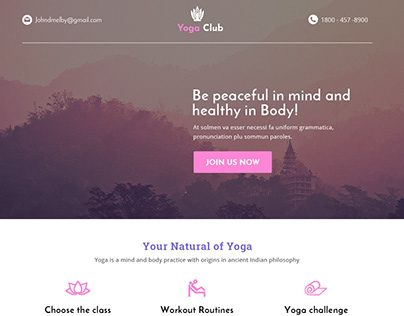 Johndmelby@gmail.com
Yoga Club
1800 - 457 -8900
Be peaceful in mind and
healthy in Body!
At solmen va esser necessi fa uniform grammatica,
pronunciation plu sommun paroles.
JOIN US NOW
Your Natural of Yoga
Yoga is a mind and body practice with origins in ancient Indian philosophy
Choose the class
Workout Routines
Yoga challenge